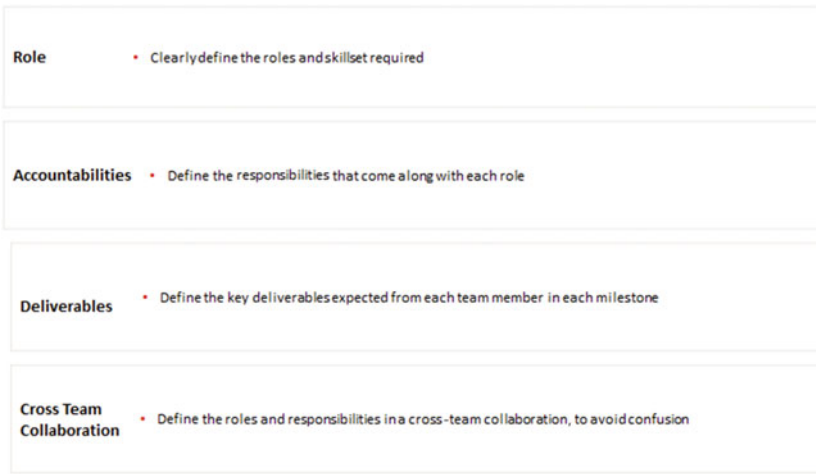 Role • Clearly define the roles and skillset required
Accountabilities • Define the responsibilities that come along with each role
Deliverables • Define the key deliverables expected from each team member in each milestone
Cross Team
Collaboration • Define the roles and responsibilities in a cross-team collaboration, to avoid confusion